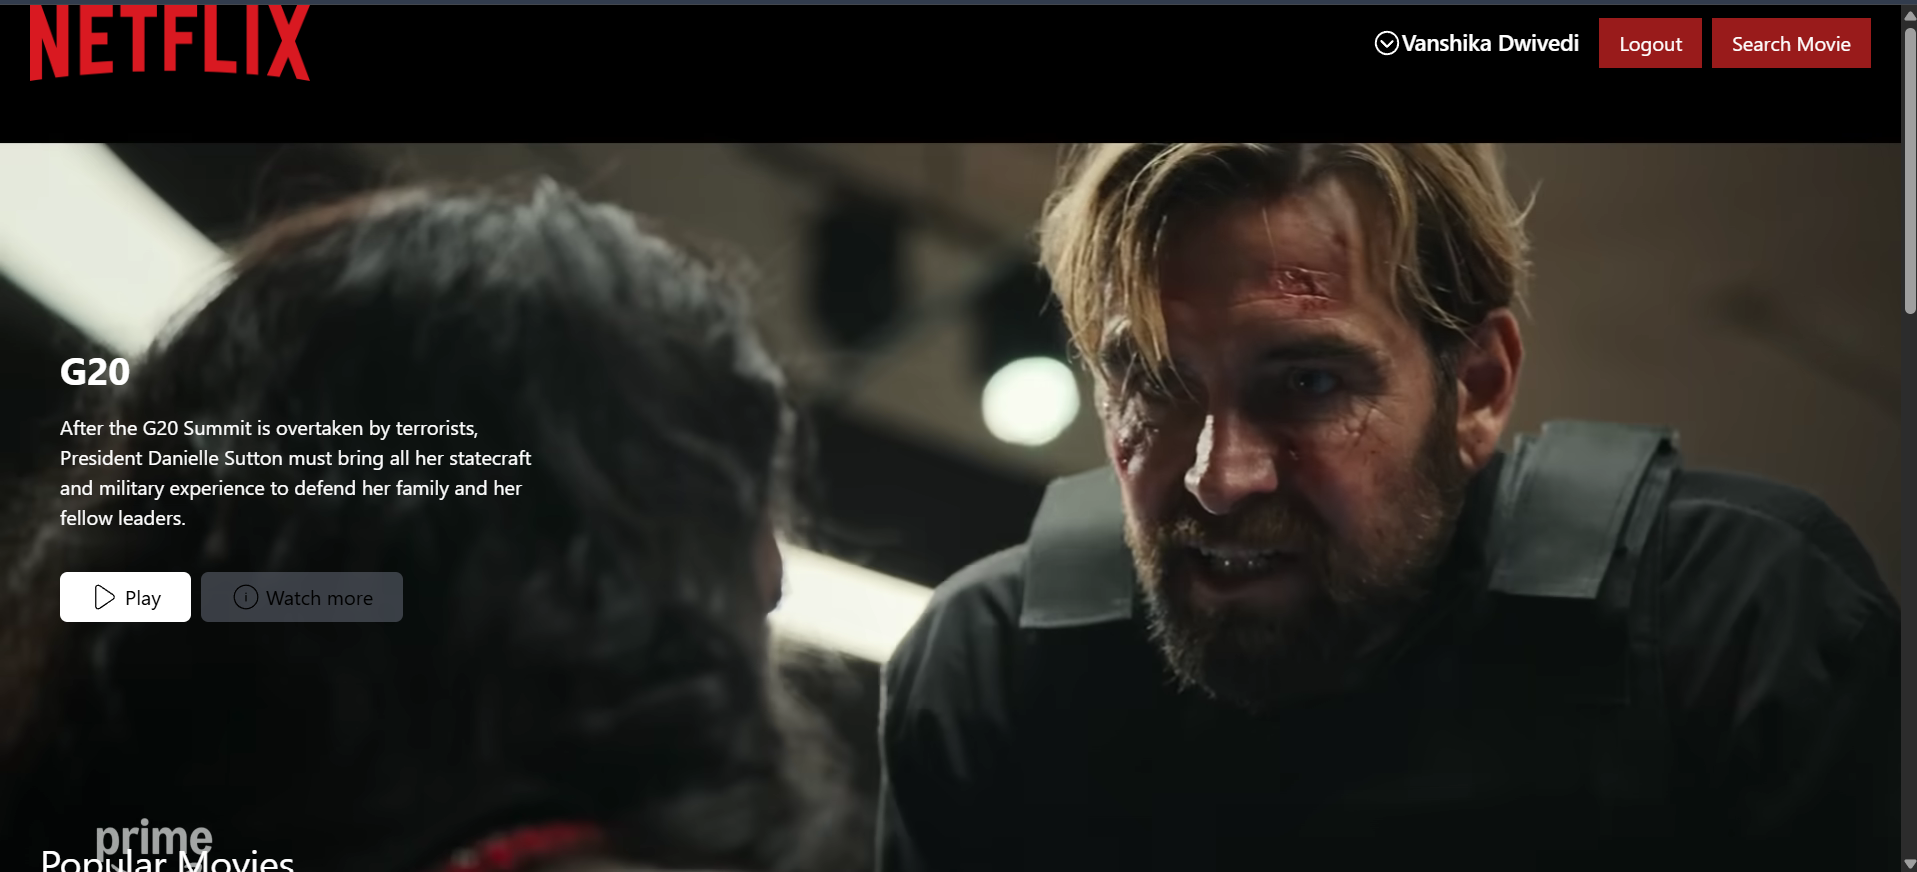 NETFLIX
Vanshika Dwivedi
Logout
Search Movie
G20
After the G20 Summit is overtaken by terrorists,
President Danielle Sutton must bring all her statecraft
and military experience to defend her family and her
fellow leaders.
Play
Watch more
prime
Popular Movies